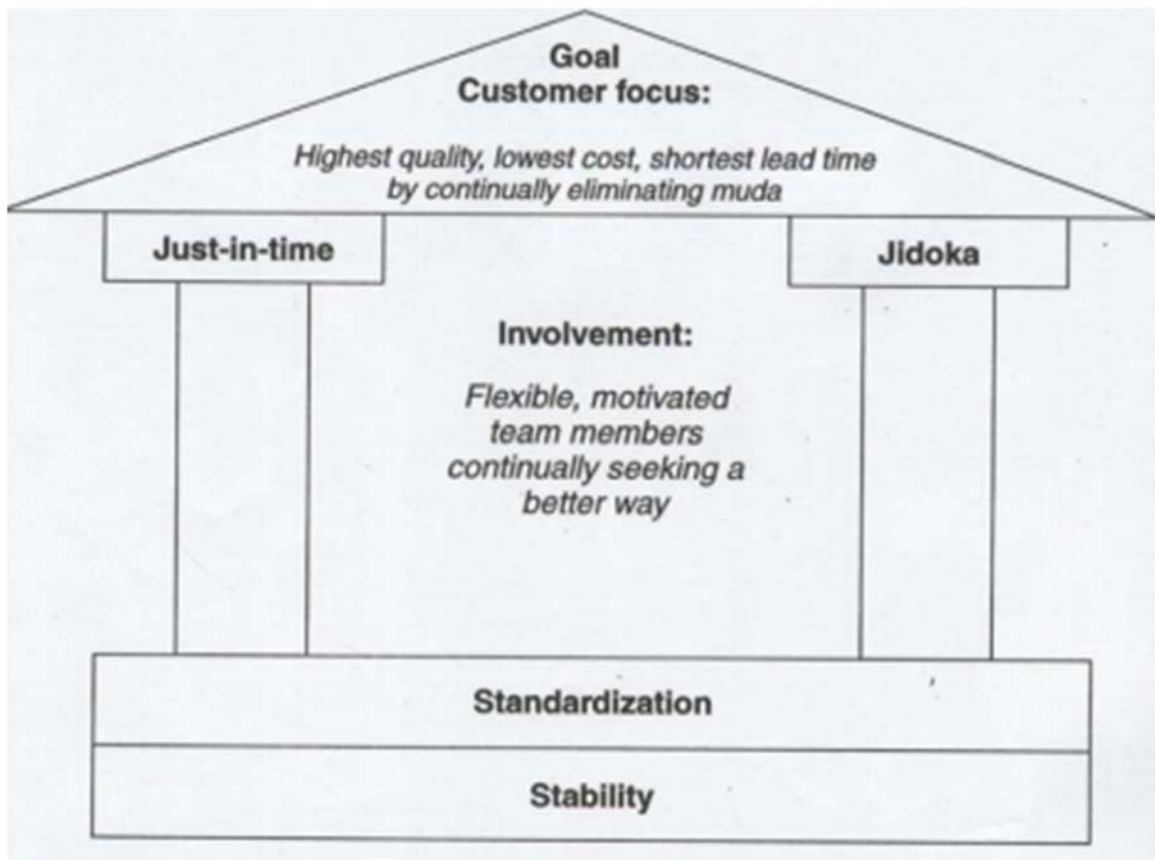 Goal
Customer focus:
Highest quality, lowest cost, shortest lead time
by continually eliminating muda
Just-in-time
Jidoka
Involvement:
Flexible, motivated
team members
continually seeking a
better way
Standardization
Stability